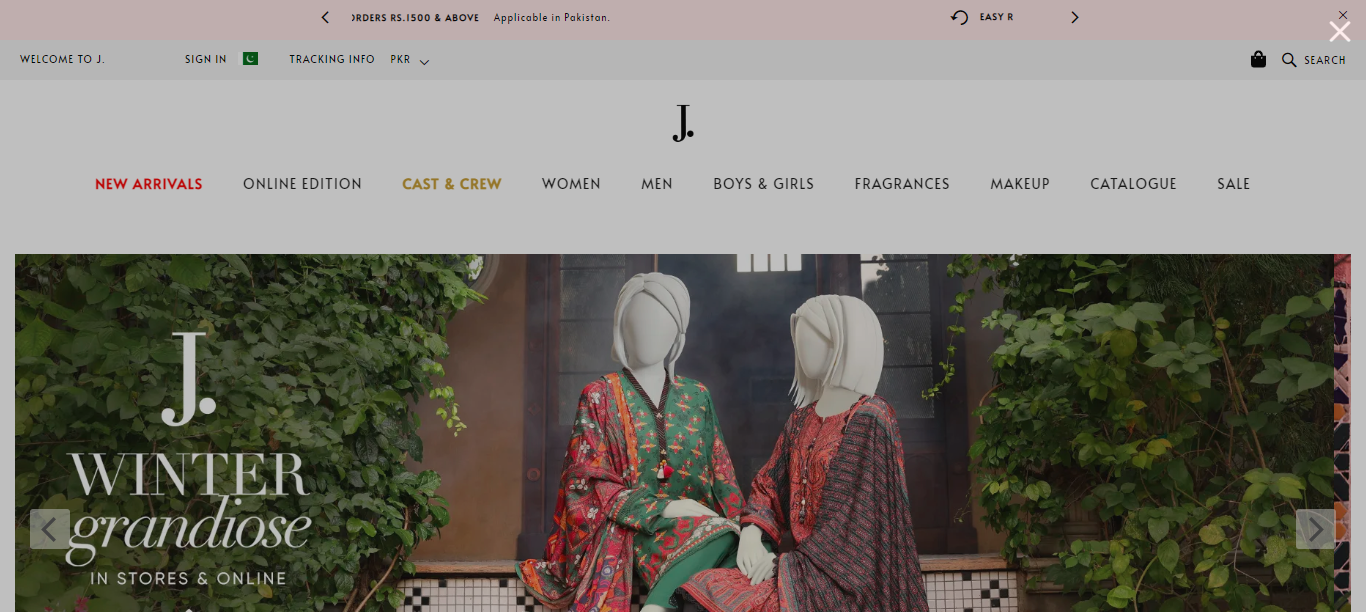 RDERS RS.1500 & ABOVE Applicable in Pakistan. EASY R
WELCOME TO J. SIGN IN TRACKING INFO PKR SEARCH
J.
NEW ARRIVALS ONLINE EDITION CAST & CREW WOMEN MEN BOYS & GIRLS FRAGRANCES MAKEUP CATALOGUE SALE
J.
WINTER
grandiose
IN STORES & ONLINE